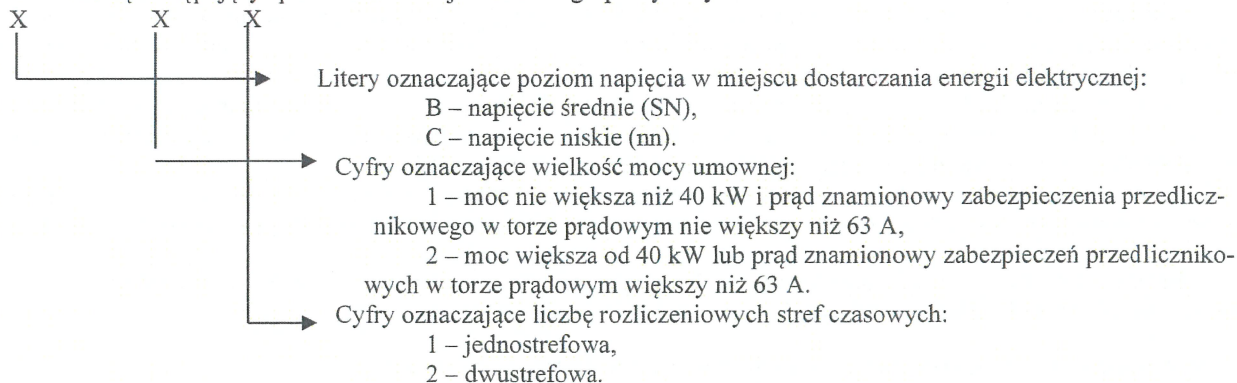 X X X
Litery oznaczające poziom napięcia w miejscu dostarczania energii elektrycznej:
B – napięcie średnie (SN),
C – napięcie niskie (nn).
Cyfry oznaczające wielkość mocy umownej:
1 – moc nie większa niż 40 kW i prąd znamionowy zabezpieczenia przedlicz-
nikowego w torze prądowym nie większy niż 63 A,
2 – moc większa od 40 kW lub prąd znamionowy zabezpieczeń przedliczniko-
wych w torze prądowym większy niż 63 A.
Cyfry oznaczające liczbę rozliczeniowych stref czasowych:
1 – jednostrefowa,
2 – dwustrefowa.